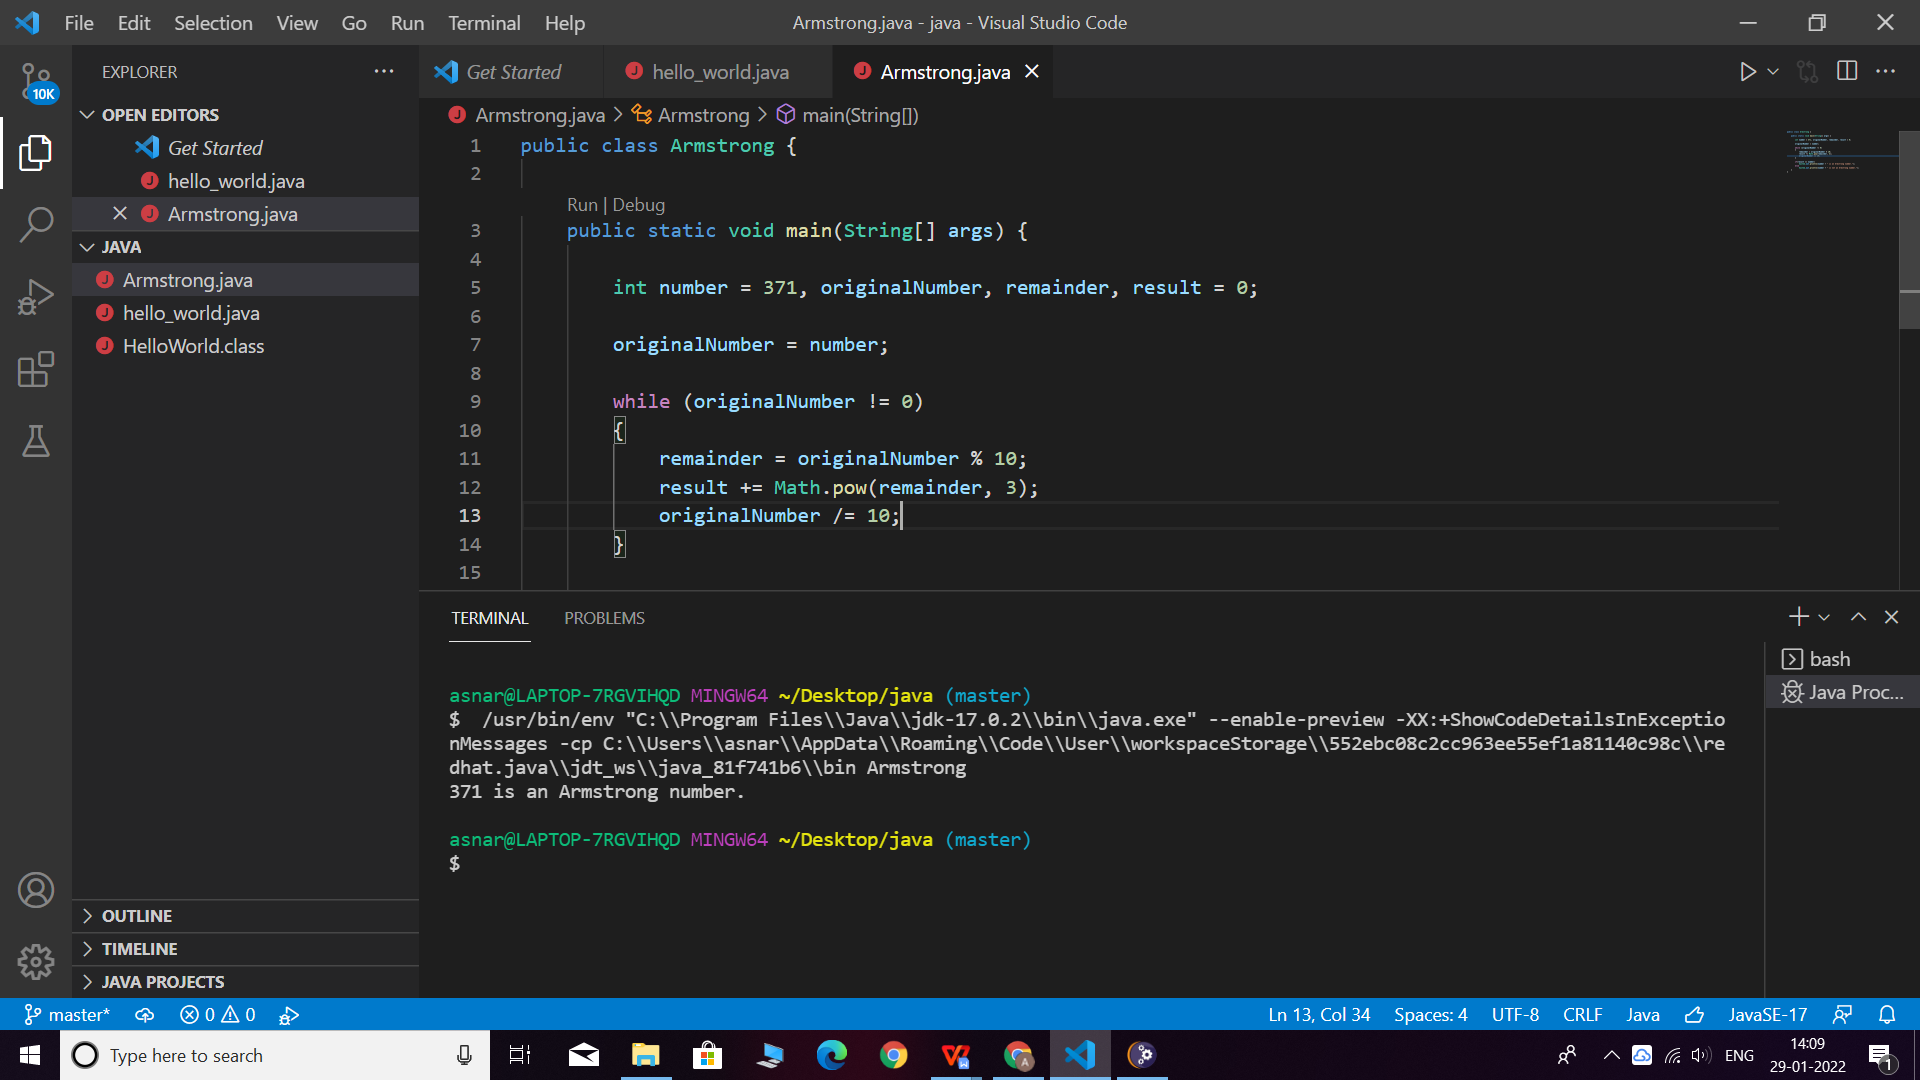 File Edit Selection View Go Run Terminal Help
Armstrong.java - java - Visual Studio Code
10K
EXPLORER
OPEN EDITORS
Get Started
hello_world.java
Armstrong.java
JAVA
Armstrong.java
hello_world.java
HelloWorld.class
OUTLINE
TIMELINE
JAVA PROJECTS
Get Started hello_world.java Armstrong.java
Armstrong.java > Armstrong > main(String[])
1 public class Armstrong {
2
Run | Debug
3 public static void main(String[] args) {
4
5 int number = 371, originalNumber, remainder, result = 0;
6
7 originalNumber = number;
8
9 while (originalNumber != 0)
10 {
11 remainder = originalNumber % 10;
12 result += Math.pow(remainder, 3);
13 originalNumber /= 10;
14 }
15
TERMINAL PROBLEMS
asnar@LAPTOP-7RGVIHQD MINGW64 ~/Desktop/java (master)
$  /usr/bin/env "C:\\Program Files\\Java\\jdk-17.0.2\\bin\\java.exe" --enable-preview -XX:+ShowCodeDetailsInExceptio
nMessages -cp C:\\Users\\asnar\\AppData\\Roaming\\Code\\User\\workspaceStorage\\552ebc08c2cc963ee55ef1a81140c98c\\re
dhat.java\\jdt_ws\\java_81f741b6\\bin Armstrong
371 is an Armstrong number.
asnar@LAPTOP-7RGVIHQD MINGW64 ~/Desktop/java (master)
$
bash
Java Proc...
master* 0 0 Ln 13, Col 34 Spaces: 4 UTF-8 CRLF Java JavaSE-17
Type here to search
ENG
14:09
29-01-2022
1